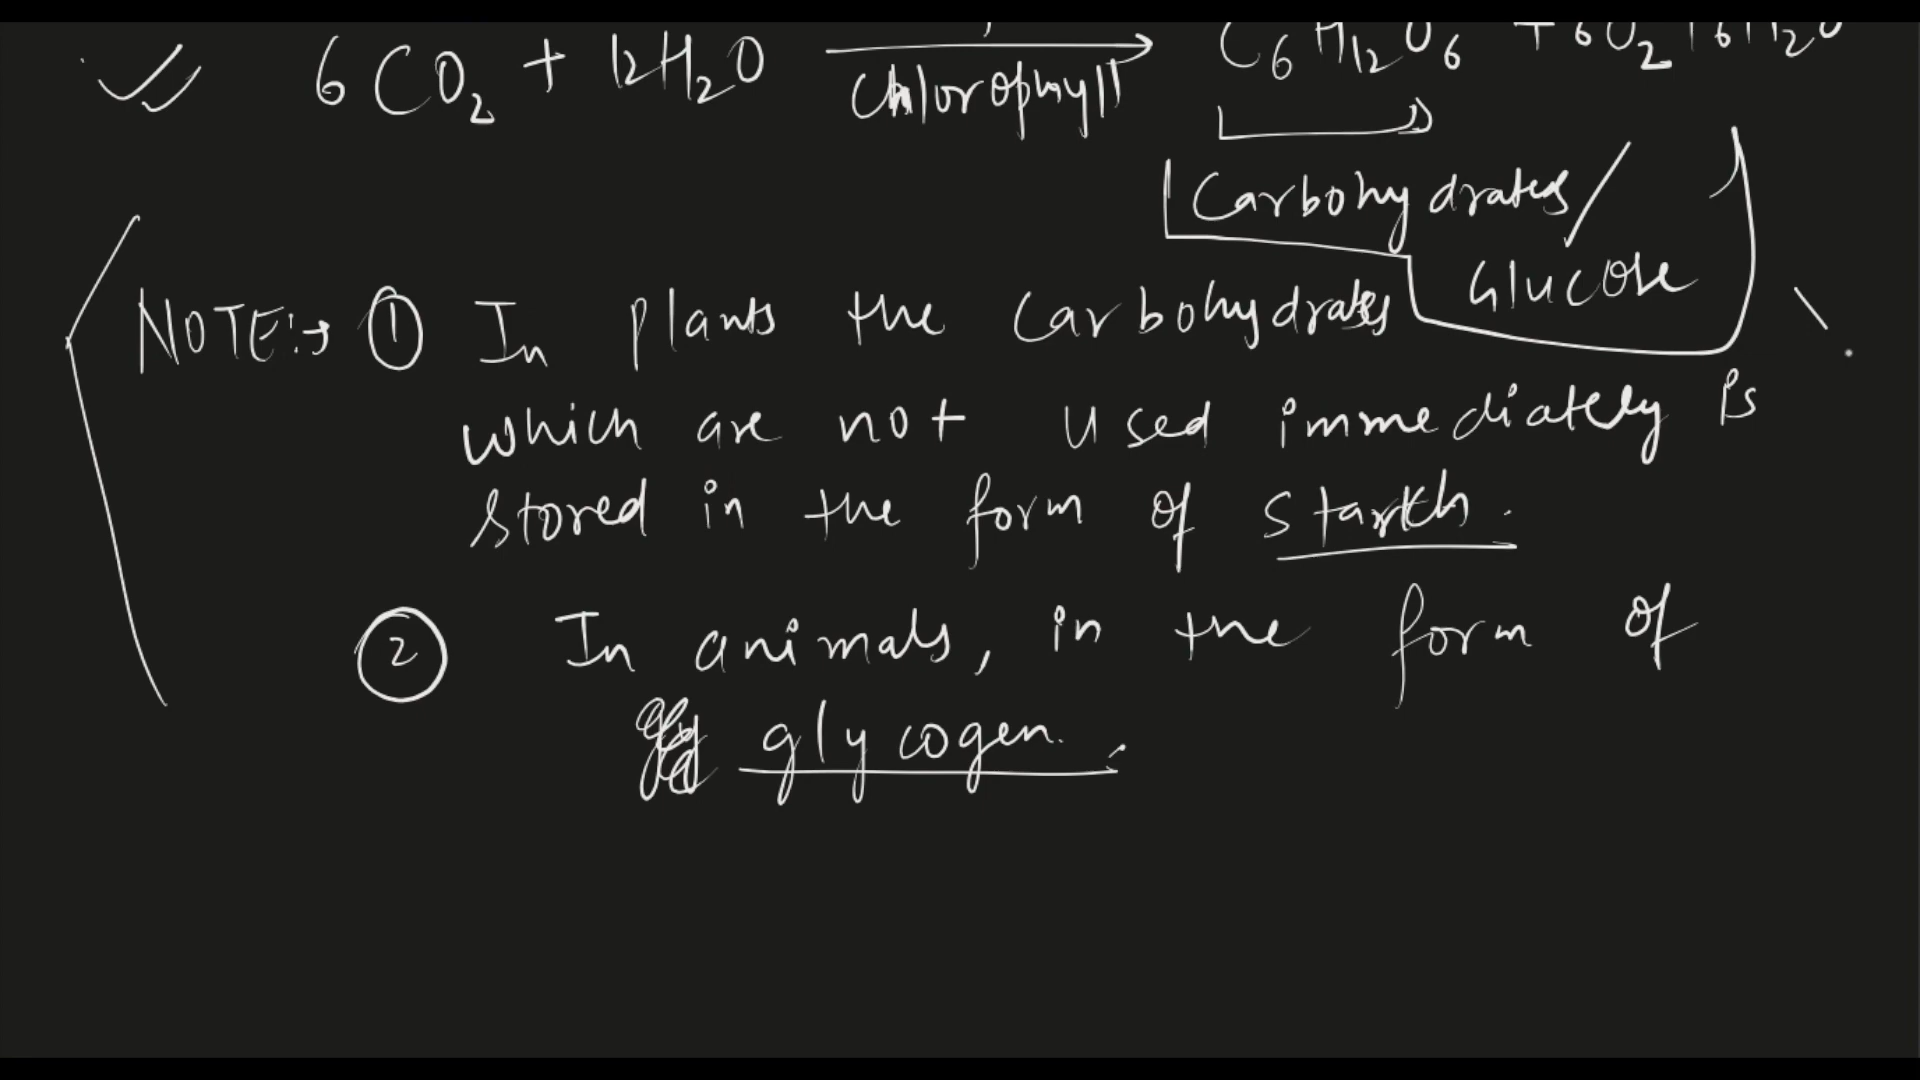 6CO2 + 12H2O Chlorophyll C6H12O6 + 6O2 + 6H2O
Carbohydrates/
Glucose
NOTE:→ ① In plants the carbohydrates
which are not used immediately is
stored in the form of starch.
② In animals, in the form of
glycogen.